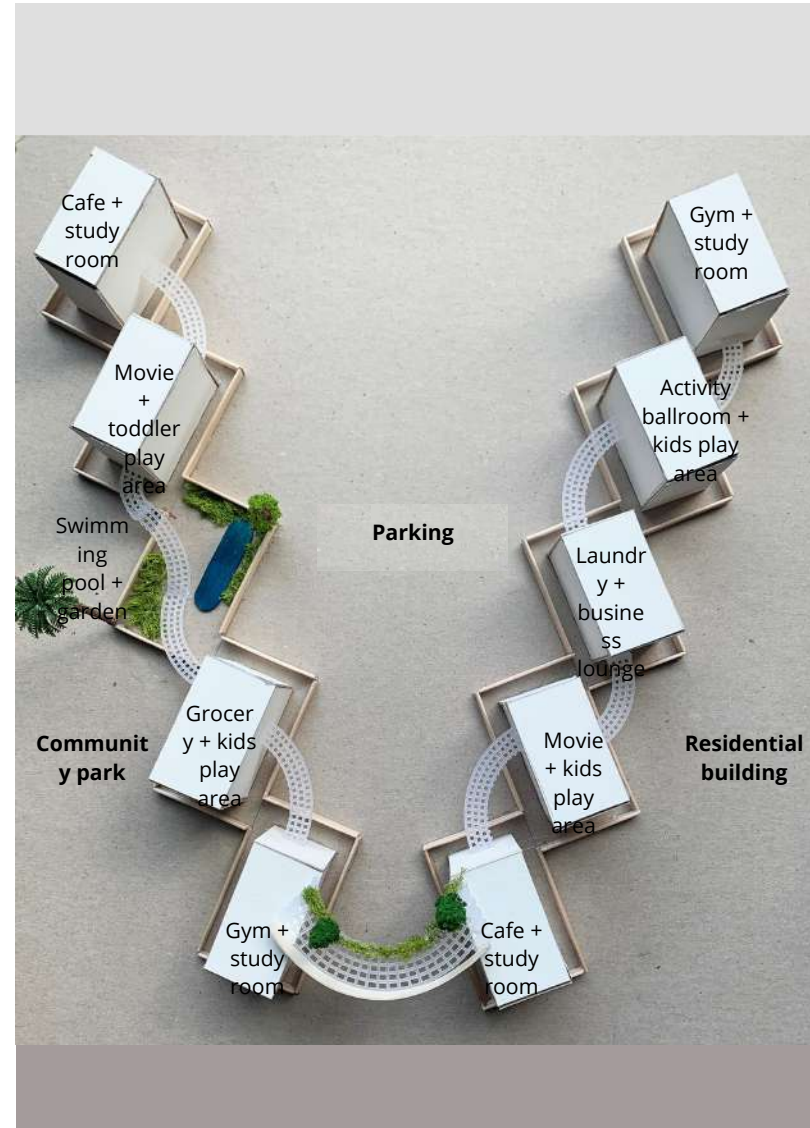 Cafe +
study
room
Gym +
study
room
Movie
+
toddler
play
area
Activity
ballroom +
kids play
area
Swimm
ing
pool +
garden
Parking
Laundr
y +
busine
ss
lounge
Grocer
y + kids
play
area
Communit
y park
Movie
+ kids
play
area
Residential
building
Gym +
study
room
Cafe +
study
room